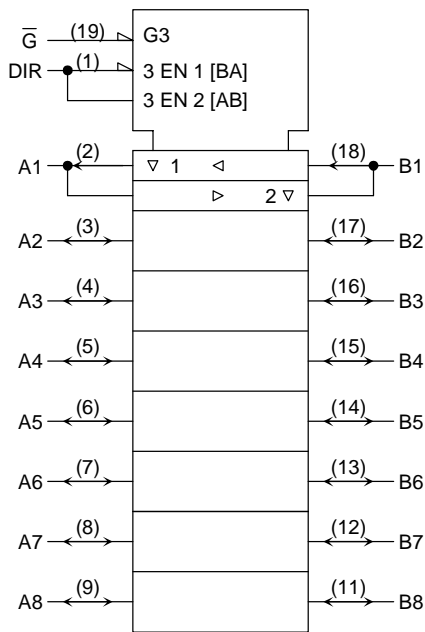 G̅ (19) G3
DIR (1) 3 EN 1 [BA]
3 EN 2 [AB]
A1 (2) ▽ 1 ◁ (18) B1
▷ 2 ▽
A2 (3) (17) B2
A3 (4) (16) B3
A4 (5) (15) B4
A5 (6) (14) B5
A6 (7) (13) B6
A7 (8) (12) B7
A8 (9) (11) B8